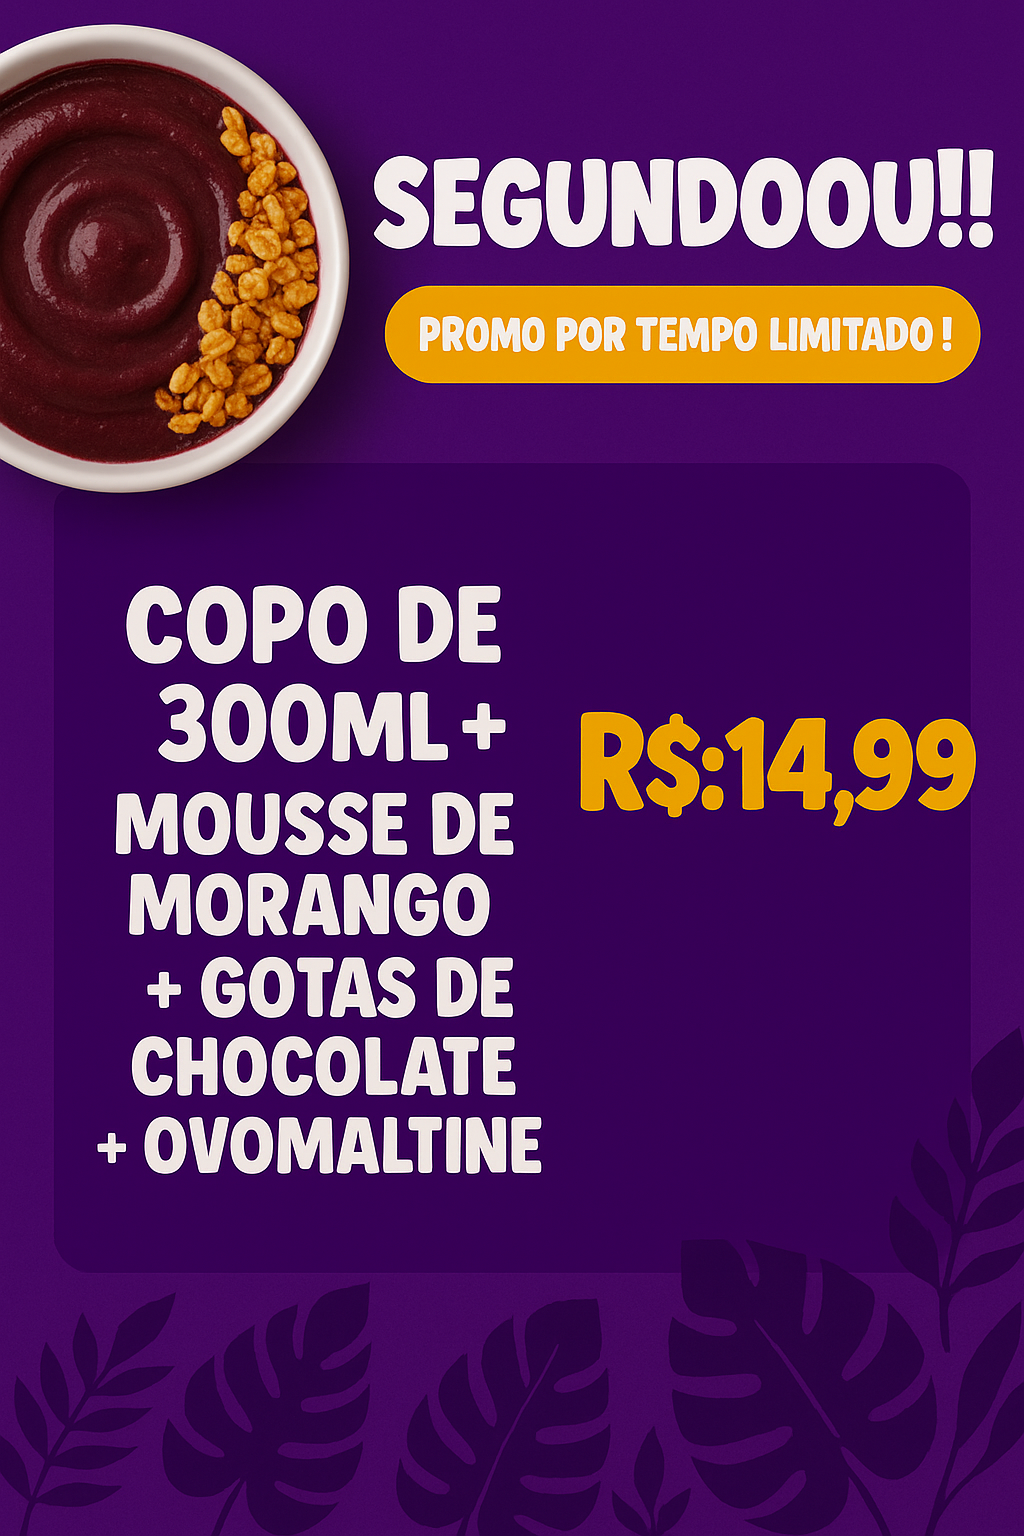 SEGUNDOOU!!
PROMO POR TEMPO LIMITADO !
COPO DE
300ML +
MOUSSE DE
MORANGO
+ GOTAS DE
CHOCOLATE
+ OVOMALTINE
R$:14,99